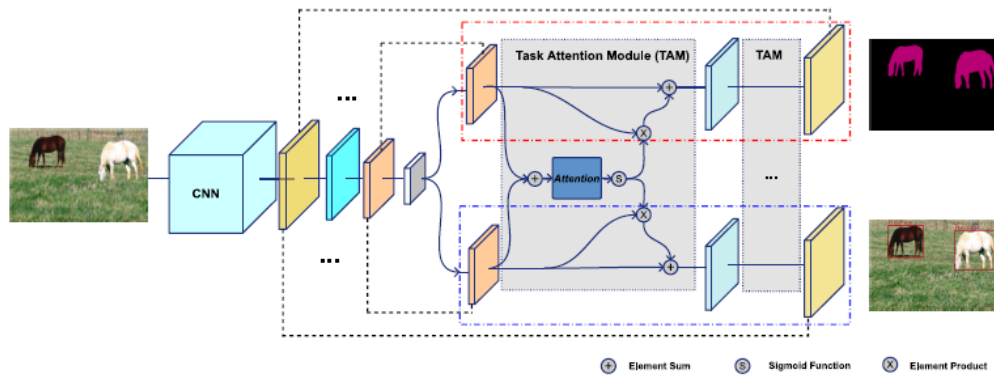 Task Attention Module (TAM)
TAM
...
+
X
CNN
+
Attention
S
...
...
X
+
+ Element Sum
S Sigmoid Function
X Element Product